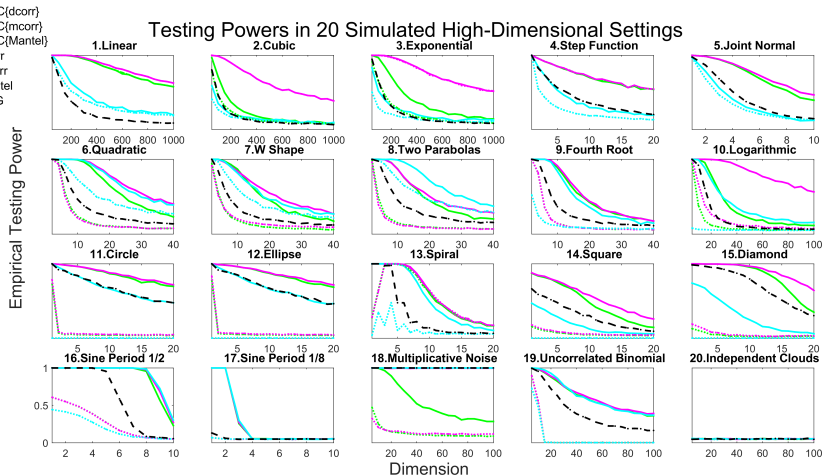 C{dcorr}
Testing Powers in 20 Simulated High-Dimensional Settings
C{mcorr}
C{Mantel}
1.Linear 2.Cubic 3.Exponential 4.Step Function 5.Joint Normal
200 400 600 800 1000 200 400 600 800 1000 200 400 600 800 1000 5 10 15 20 2 4 6 8 10
6.Quadratic 7.W Shape 8.Two Parabolas 9.Fourth Root 10.Logarithmic
10 20 30 40 10 20 30 40 10 20 30 40 10 20 30 40 20 40 60 80 100
11.Circle 12.Ellipse 13.Spiral 14.Square 15.Diamond
5 10 15 20 5 10 15 20 5 10 15 20 5 10 15 20 5 10 15 20
16.Sine Period 1/2 17.Sine Period 1/8 18.Multiplicative Noise 19.Uncorrelated Binomial 20.Independent Clouds
1
0.5
0
2 4 6 8 10 2 4 6 8 10 20 40 60 80 100 20 40 60 80 100 20 40 60 80 100
Dimension
Empirical Testing Power